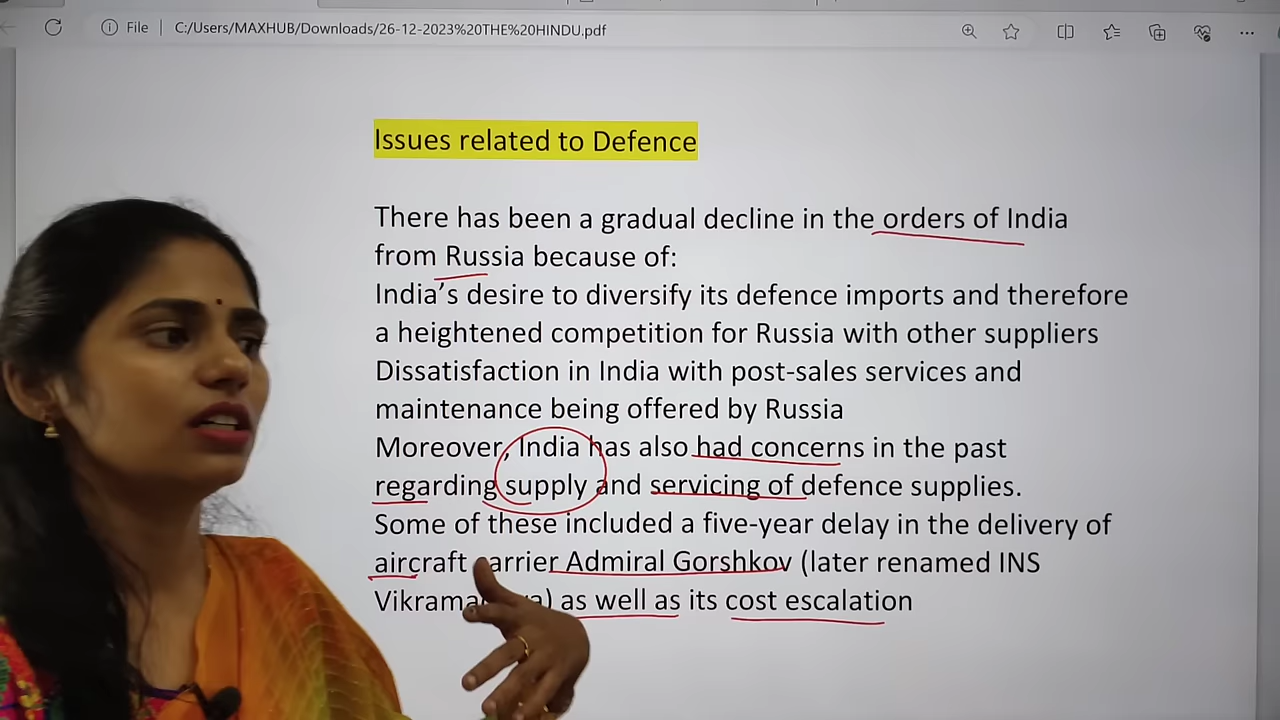 File
C:/Users/MAXHUB/Downloads/26-12-2023%20THE%20HINDU.pdf
Issues related to Defence
There has been a gradual decline in the orders of India
from Russia because of:
India’s desire to diversify its defence imports and therefore
a heightened competition for Russia with other suppliers
Dissatisfaction in India with post-sales services and
maintenance being offered by Russia
Moreover, India has also had concerns in the past
regarding supply and servicing of defence supplies.
Some of these included a five-year delay in the delivery of
aircraft carrier Admiral Gorshkov (later renamed INS
as well as its cost escalation